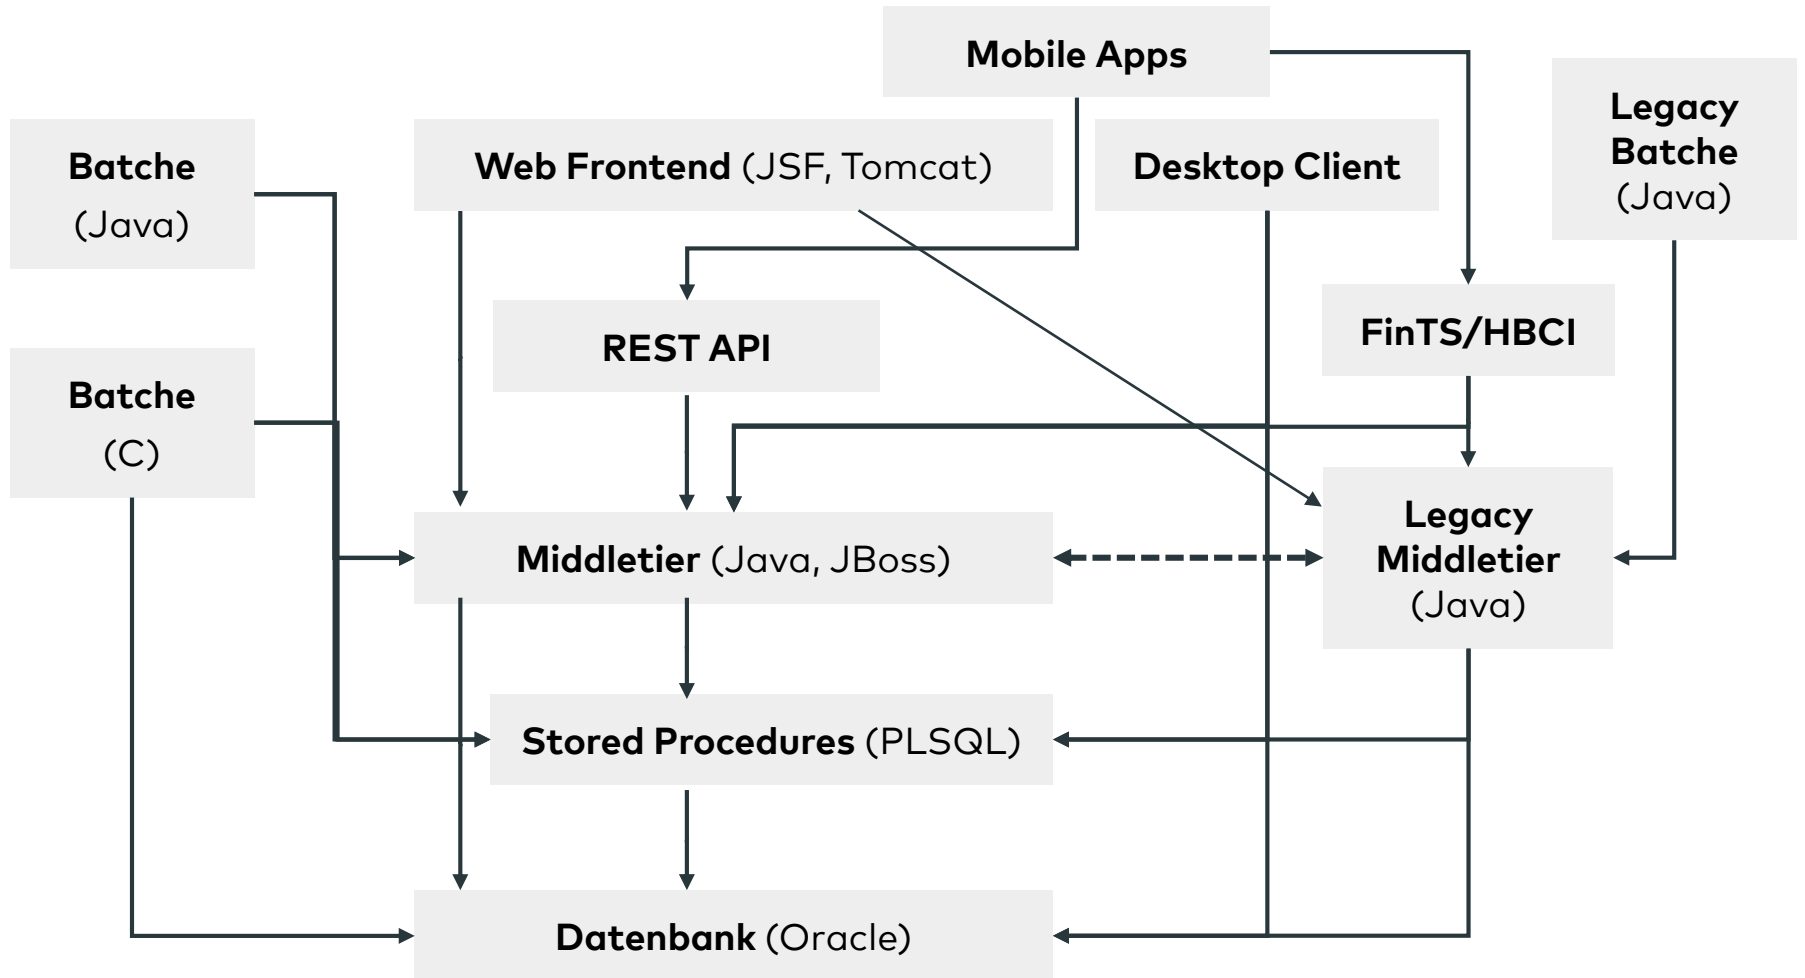 Mobile Apps
Legacy
Batche
(Java)
Batche
(Java)
Web Frontend (JSF, Tomcat)
Desktop Client
REST API
FinTS/HBCI
Batche
(C)
Middletier (Java, JBoss)
Legacy
Middletier
(Java)
Stored Procedures (PLSQL)
Datenbank (Oracle)